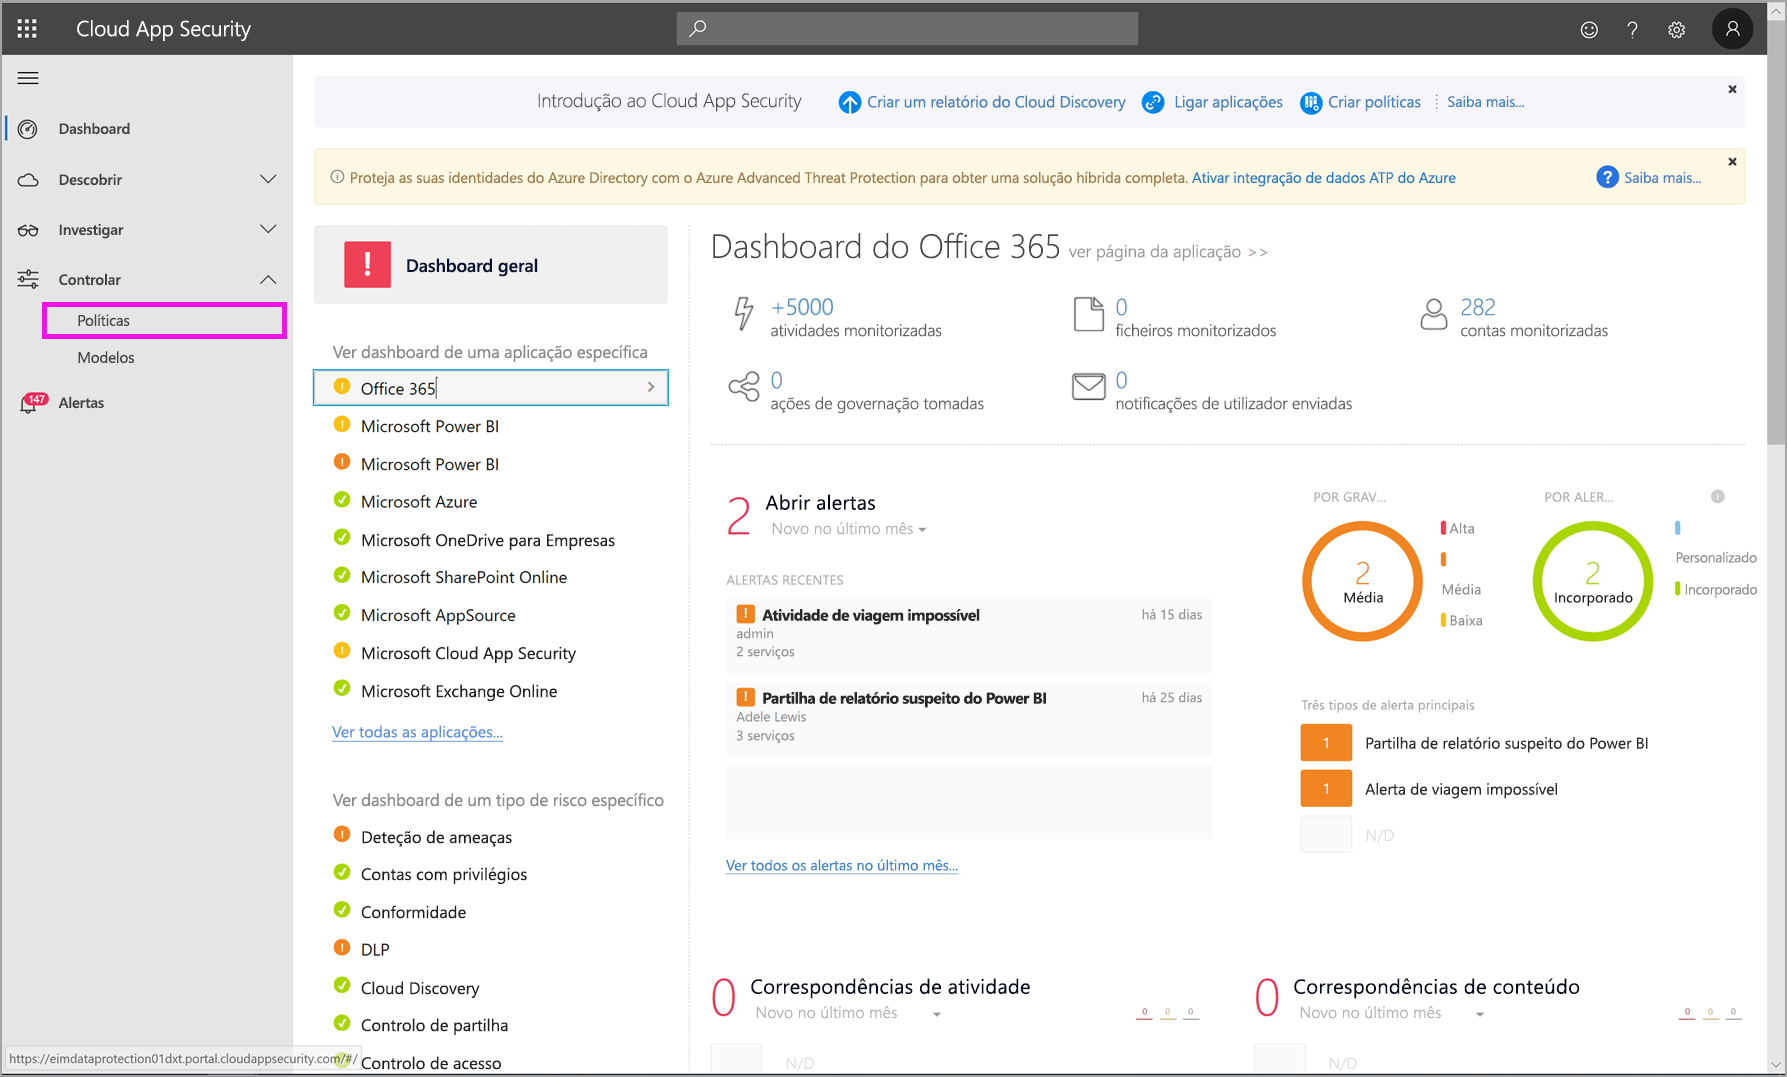 Cloud App Security
Dashboard
Descobrir
Investigar
Controlar
Políticas
Modelos
147
Alertas
Introdução ao Cloud App Security
Criar um relatório do Cloud Discovery
Ligar aplicações
Criar políticas
Saiba mais...
Proteja as suas identidades do Azure Directory com o Azure Advanced Threat Protection para obter uma solução híbrida completa. Ativar integração de dados ATP do Azure
Saiba mais...
Dashboard geral
Ver dashboard de uma aplicação específica
Office 365
Microsoft Power BI
Microsoft Power BI
Microsoft Azure
Microsoft OneDrive para Empresas
Microsoft SharePoint Online
Microsoft AppSource
Microsoft Cloud App Security
Microsoft Exchange Online
Ver todas as aplicações...
Ver dashboard de um tipo de risco específico
Deteção de ameaças
Contas com privilégios
Conformidade
DLP
Cloud Discovery
Controlo de partilha
Controlo de acesso
https://eimdataprotection01dxt.portal.cloudappsecurity.com/#/
Dashboard do Office 365 ver página da aplicação >>
+5000
atividades monitorizadas
0
ficheiros monitorizados
282
contas monitorizadas
0
ações de governação tomadas
0
notificações de utilizador enviadas
2
Abrir alertas
Novo no último mês
ALERTAS RECENTES
Atividade de viagem impossível
há 15 dias
admin
2 serviços
Partilha de relatório suspeito do Power BI
há 25 dias
Adele Lewis
3 serviços
Ver todos os alertas no último mês...
POR GRAV...
2
Média
Alta
Média
Baixa
POR ALER...
2
Incorporado
Personalizado
Incorporado
Três tipos de alerta principais
1
Partilha de relatório suspeito do Power BI
1
Alerta de viagem impossível
N/D
0
Correspondências de atividade
Novo no último mês
0 0 0
N/D
0
Correspondências de conteúdo
Novo no último mês
0 0 0
N/D